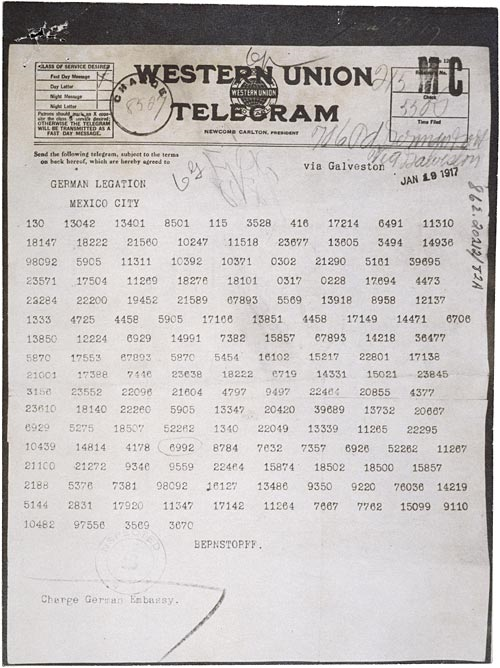 CLASS OF SERVICE DESIRED
Fast Day Message
Day Letter
Night Message
Night Letter
Patrons should mark an X oppo-
site the class of service desired;
OTHERWISE THE TELEGRAM
WILL BE TRANSMITTED AS A
FAST DAY MESSAGE.
CHARGE
8567
WESTERN UNION
WESTERN UNION
TELEGRAM
NEWCOMB CARLTON, PRESIDENT
M C
Check
Time Filed
Send the following telegram, subject to the terms
on back hereof, which are hereby agreed to
via Galveston
via Galveston
JAN 19 1917
GERMAN LEGATION
MEXICO CITY
862.20212/82A
130 13042 13401 8501 115 3528 416 17214 6491 11310
18147 18222 21560 10247 11518 23677 13605 3494 14936
98092 5905 11311 10392 10371 0302 21290 5161 39695
23571 17504 11269 18276 18101 0317 0228 17694 4473
23284 22200 19452 21589 67893 5569 13918 8958 12137
1333 4725 4458 5905 17166 13851 4458 17149 14471 6706
13850 12224 6929 14991 7382 15857 67893 14218 36477
5870 17553 67893 5870 5454 16102 15217 22801 17138
21001 17388 7446 23638 18222 6719 14331 15021 23845
3156 23552 22096 21604 4797 9497 22464 20855 4377
23610 18140 22260 5905 13347 20420 39689 13732 20667
6929 5275 18507 52262 1340 22049 13339 11265 22295
10439 14814 4178 6992 8784 7632 7357 6926 52262 11267
21100 21272 9346 9559 22464 15874 18502 18500 15857
2188 5376 7381 98092 16127 13486 9350 9220 76036 14219
5144 2831 17920 11347 17142 11264 7667 7762 15099 9110
10482 97556 3569 3670
BERNSTORFF.
Charge German Embassy.